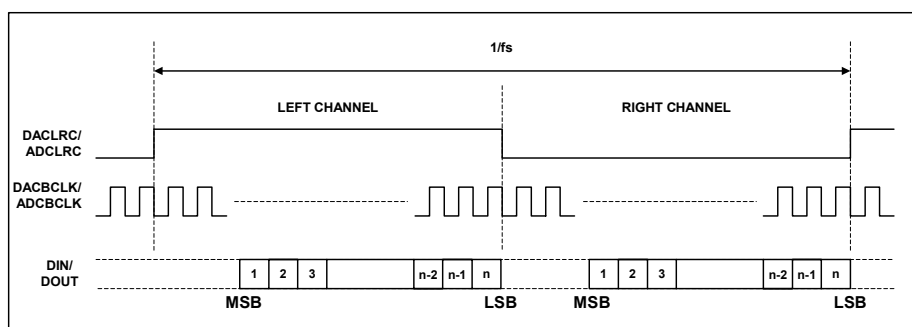 1/fs
LEFT CHANNEL
RIGHT CHANNEL
DACLRC/
ADCLRC
DACBCLK/
ADCBCLK
DIN/
DOUT
1 2 3 n-2 n-1 n 1 2 3 n-2 n-1 n
MSB LSB MSB LSB